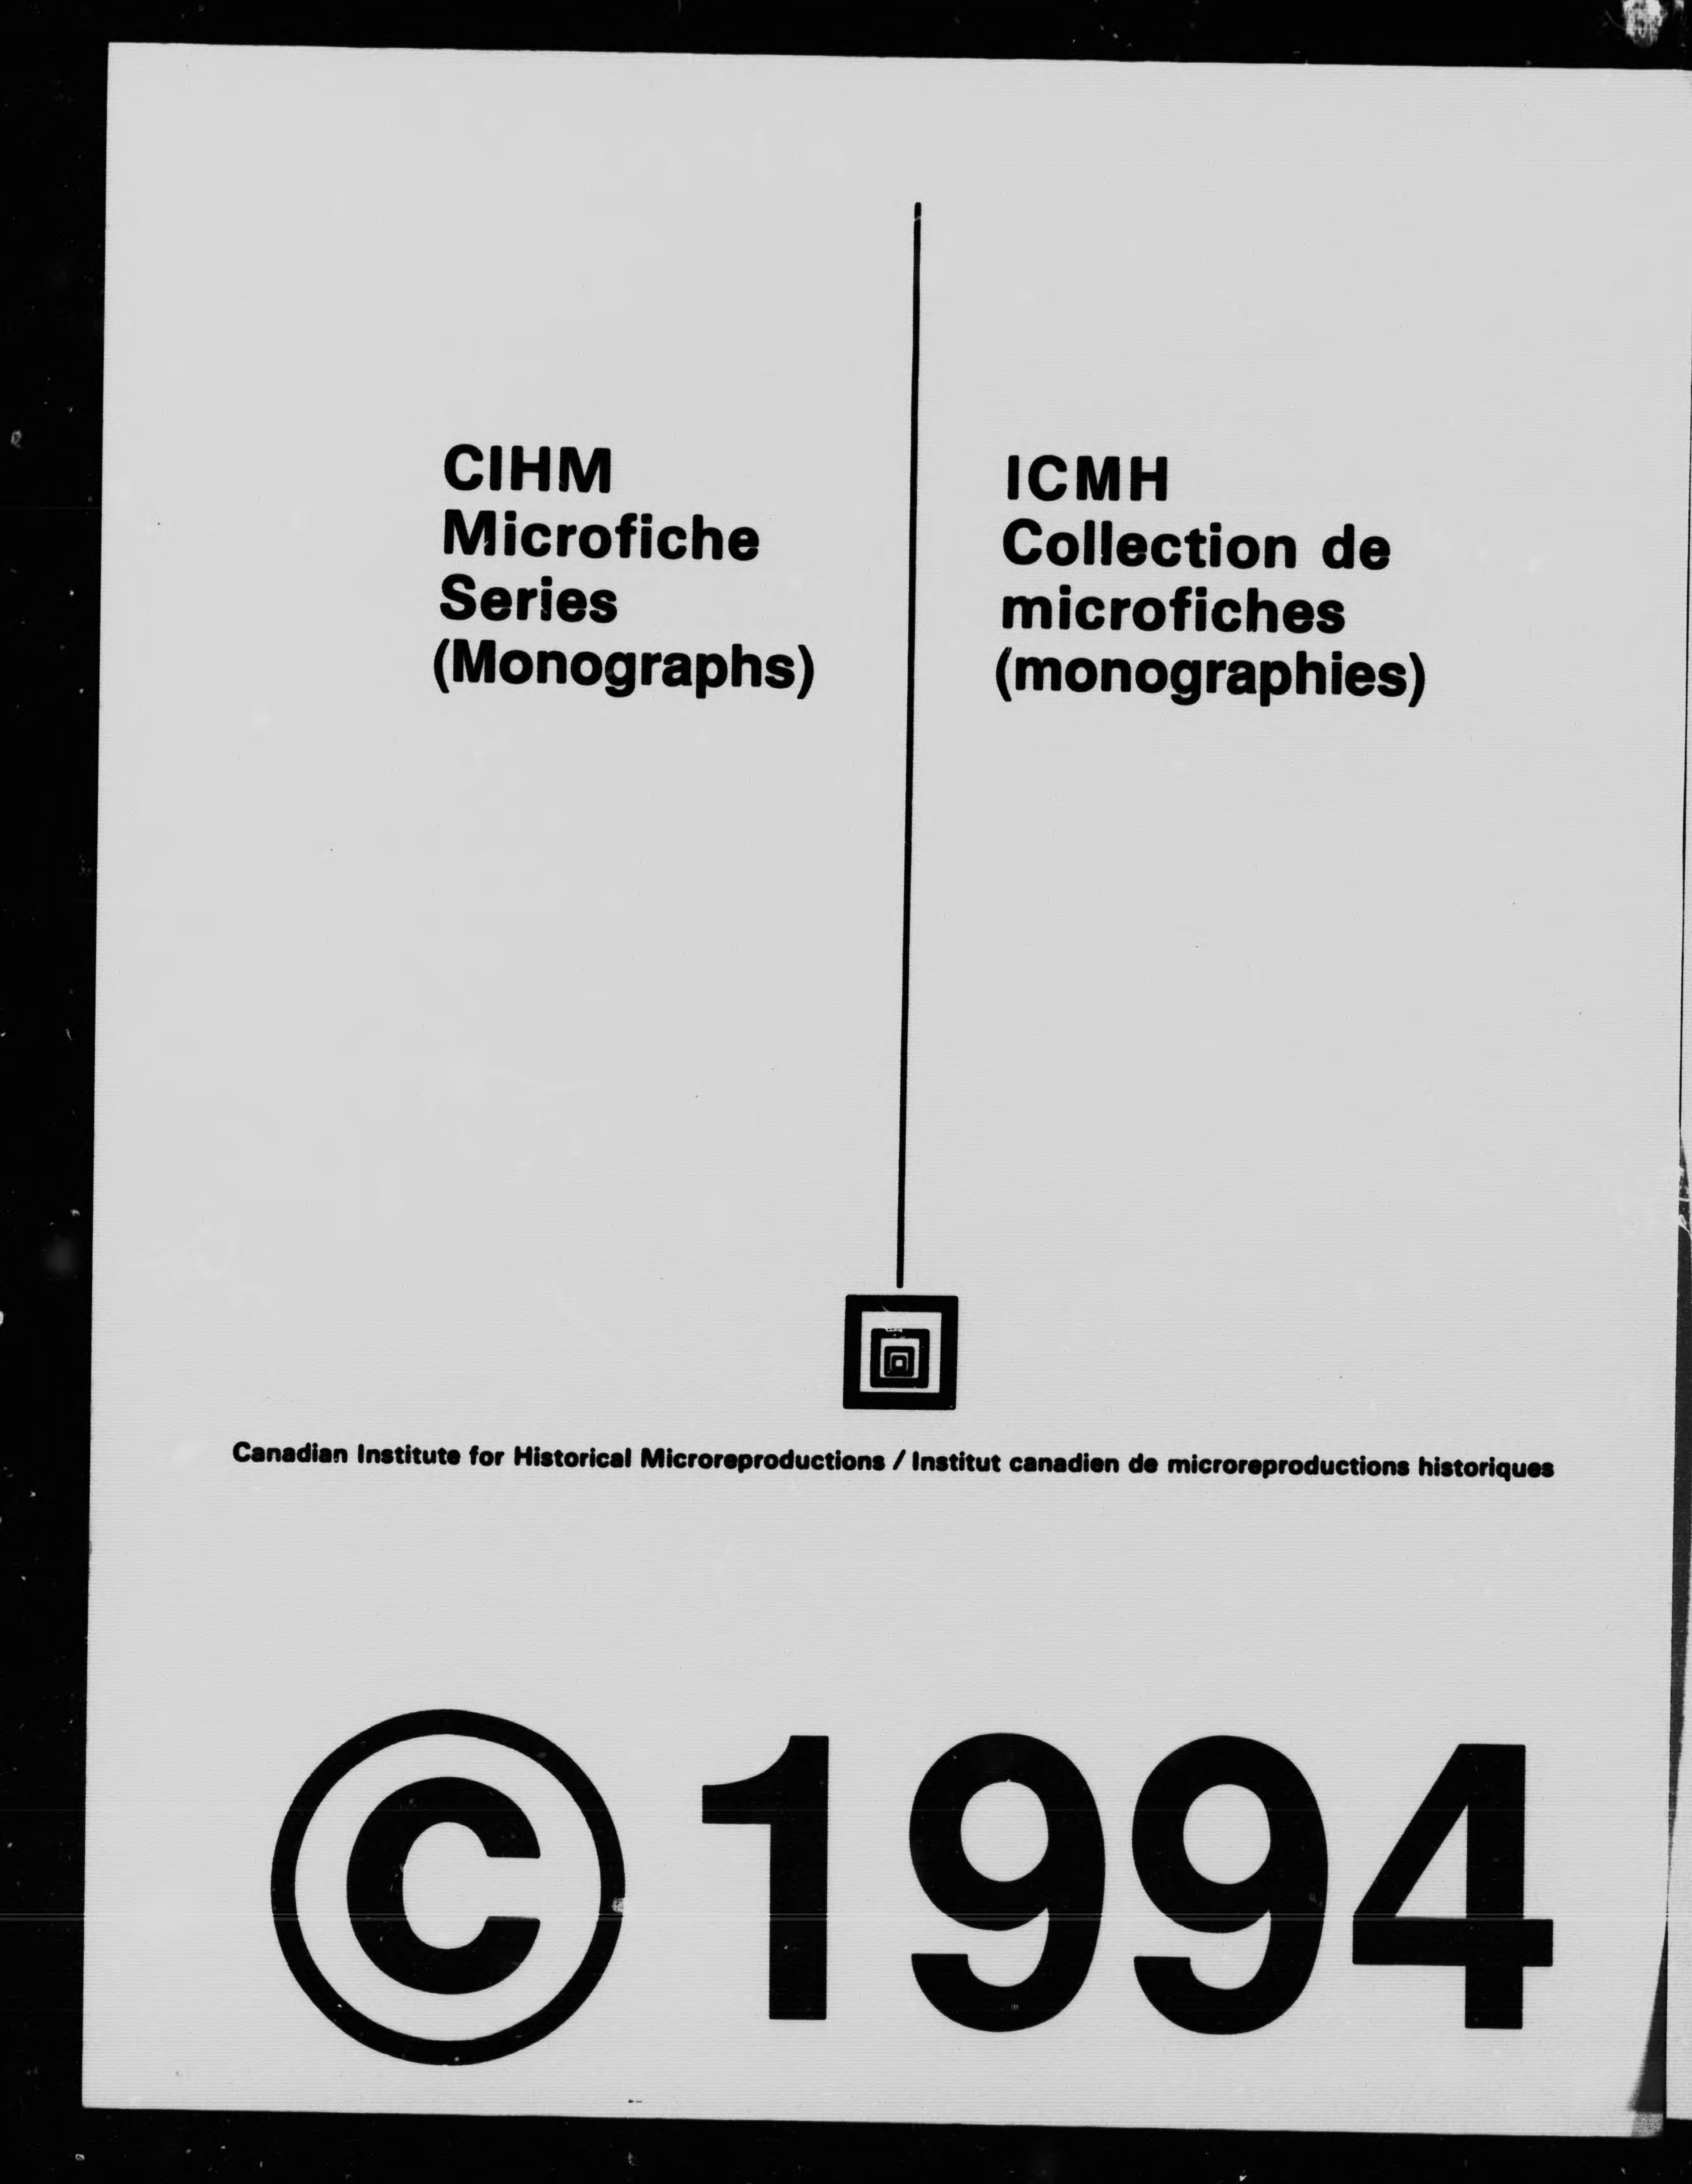 CIHM
Microfiche
Series
(Monographs)
ICMH
Collection de
microfiches
(monographies)
Canadian Institute for Historical Microreproductions / Institut canadien de microreproductions historiques
© 1994